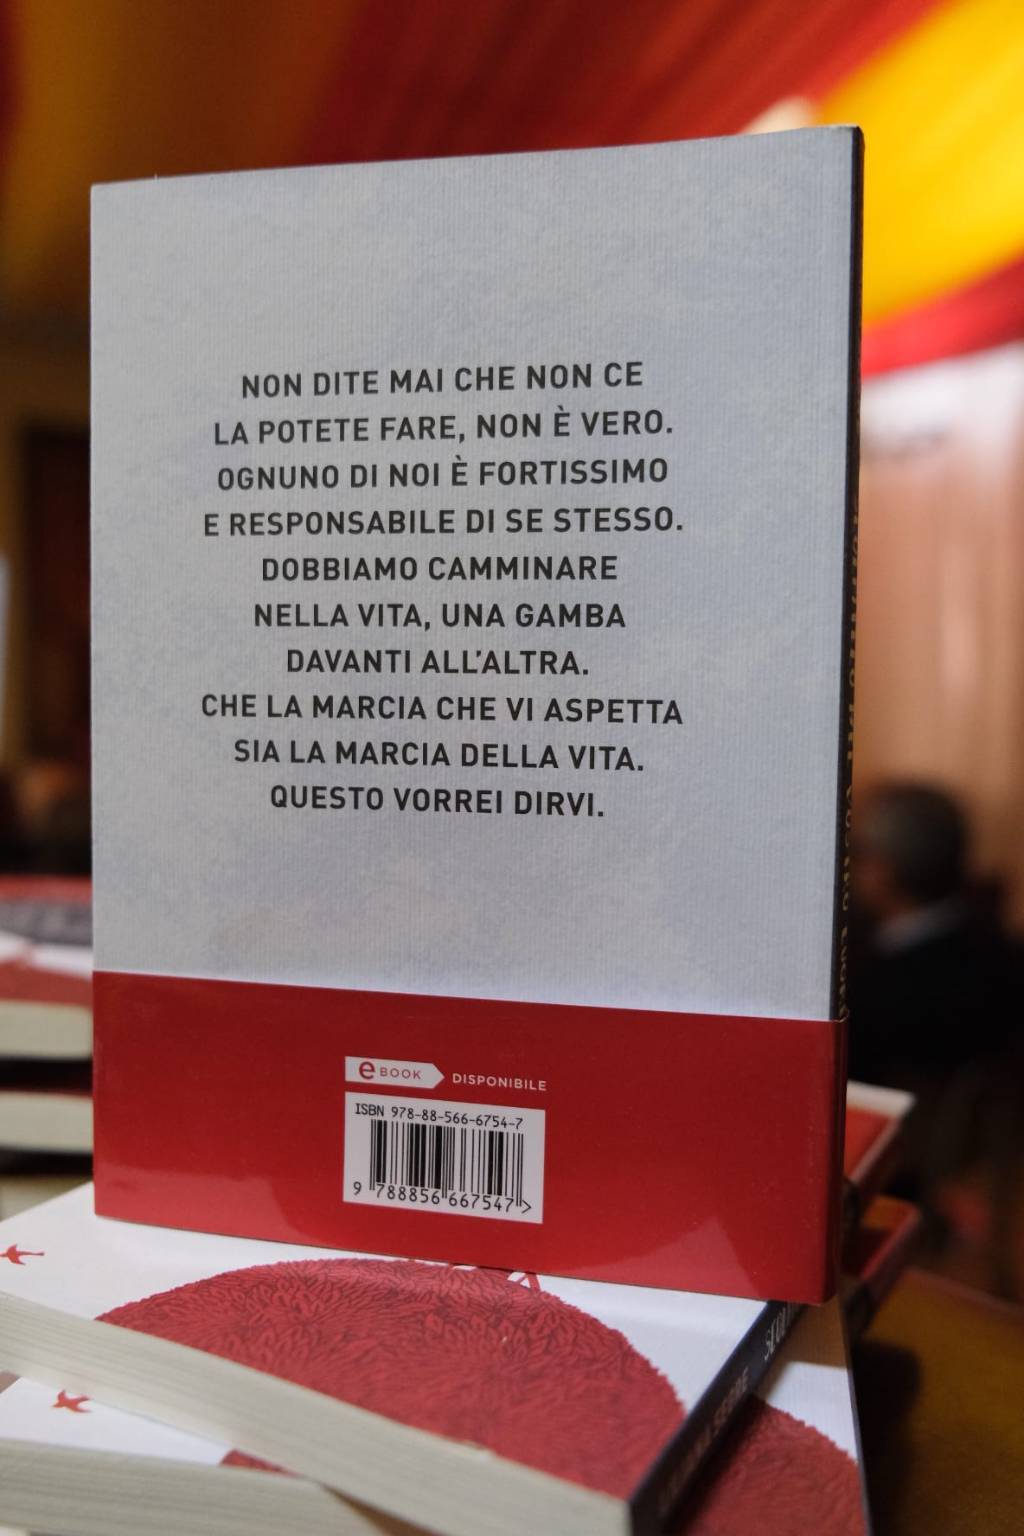 NON DITE MAI CHE NON CE
LA POTETE FARE, NON È VERO.
OGNUNO DI NOI È FORTISSIMO
E RESPONSABILE DI SE STESSO.
DOBBIAMO CAMMINARE
NELLA VITA, UNA GAMBA
DAVANTI ALL'ALTRA.
CHE LA MARCIA CHE VI ASPETTA
SIA LA MARCIA DELLA VITA.
QUESTO VORREI DIRVI.
e BOOK DISPONIBILE
ISBN 978-88-566-6754-7
9 788856 667547 >
SEGRE